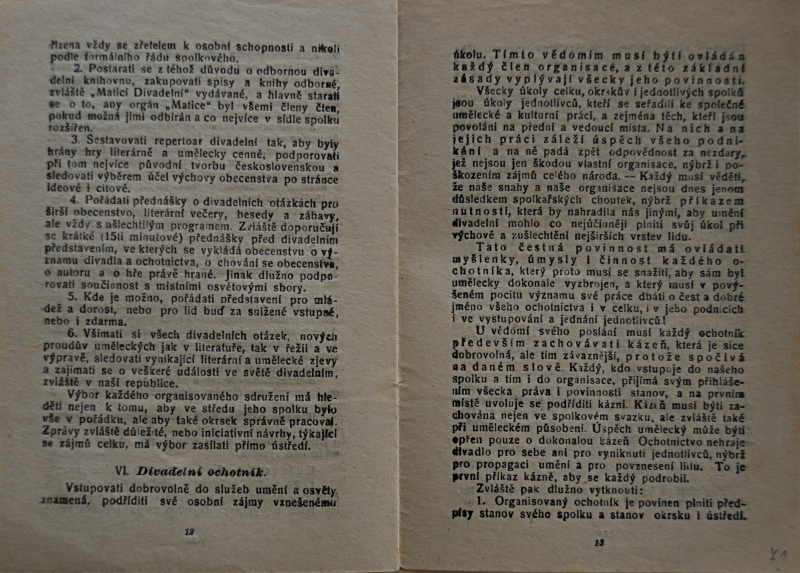 řízena vždy se zřetelem k osobní schopnosti a nikoli
podle formálního řádu spolkového.
2. Postarati se z téhož důvodu o odbornou diva-
delní knihovnu, zakupovati spisy a knihy odborné,
zvláště „Maticí Divadelní" vydávané, a hlavně starati
se o to, aby orgán „Matice" byl všemi členy čten,
pokud možná jimi odbírán a co nejvíce v sídle spolku
rozšířen.
3. Sestavovati repertoar divadelní tak, aby byly
hrány hry literárně a umělecky cenné, podporovati
při tom nejvíce původní tvorbu československou a
sledovati výběrem účel výchovy obecenstva po stránce
ideové i citové.
4. Pořádati přednášky o divadelních otázkách pro
širší obecenstvo, literární večery, besedy a zábavy,
ale vždy s ušlechtilým programem. Zvláště doporučují
se krátké (15ti minutové) přednášky před divadelním
představením, ve kterých se vykládá obecenstvu o vý-
znamu divadla a ochotnictva, o chování se obecenstva,
o autoru a o hře právě hrané. Jinak dlužno podpo-
rovati součinnost s místními osvětovými sbory.
5. Kde je možno, pořádati představení pro mlá-
dež a dorost, nebo pro lid buď za snížené vstupné,
nebo i zdarma.
6. Všímati si všech divadelních otázek, nových
proudův uměleckých jak v literatuře, tak v režii a ve
výpravě, sledovati vynikající literární a umělecké zjevy
a zajímati se o veškeré události ve světě divadelním,
zvláště v naší republice.
Výbor každého organisovaného sdružení má hle-
děti nejen k tomu, aby ve středu jeho spolku bylo
vše v pořádku, ale aby také okrsek správně pracoval.
Zprávy zvláště důležité, nebo iniciativní návrhy, týkající
se zájmů celku, má výbor zasílati přímo ústředí.
VI. Divadelní ochotník.
Vstupovati dobrovolně do služeb umění a osvěty
znamená, podříditi své osobní zájmy vznešenému
12
úkolu. Tímto vědomím musí býti ovládán
každý člen organisace, a z této základní
zásady vyplývají všecky jeho povinnosti.
Všecky úkoly celku, okrskův i jednotlivých spolků
jsou úkoly jednotlivců, kteří se seřadili ke společné
umělecké a kulturní práci, a zejména těch, kteří jsou
povoláni na přední a vedoucí místa. Na nich a na
jejich práci záleží úspěch všeho podni-
kání a na ně padá zpět odpovědnost za nezdary,
jež nejsou jen škodou vlastní organisace, nýbrž i po-
škozením zájmů celého národa. — Každý musí věděti,
že naše snahy a naše organisace nejsou dnes jenom
důsledkem spolkařských choutek, nýbrž příkazem
nutnosti, která by nahradila nás jinými, aby umění
divadelní mohlo co nejúčinněji plniti svůj úkol při
výchově a zušlechtění nejširších vrstev lidu.
Tato čestná povinnost má ovládati
myšlenky, úmysly i činnost každého o-
chotníka, který proto musí se snažiti, aby sám byl
umělecky dokonale vyzbrojen, a který musí v pový-
šeném pocitu významu své práce dbáti o čest a dobré
jméno všeho ochotnictva i v celku, i v jeho podnicích
i ve vystupování a jednání jednotlivců!
U vědomí svého poslání musí každý ochotník
především zachovávati kázeň, která je sice
dobrovolná, ale tím závaznější, protože spočívá
na daném slově. Každý, kdo vstupuje do našeho
spolku a tím i do organisace, přijímá svým přihláše-
ním všecka práva i povinnosti stanov, a na prvním
místě uvoluje se podříditi kázni. Kázeň musí býti za-
chována nejen ve spolkovém svazku, ale zvláště také
při uměleckém působení. Úspěch umělecký může býti
opřen pouze o dokonalou kázeň Ochotnictvo nehraje
divadlo pro sebe ani pro vyniknutí jednotlivců, nýbrž
pro propagaci umění a pro povznesení lidu. To je
první příkaz kázně, aby se každý podrobil.
Zvláště pak dlužno vytknouti:
1. Organisovaný ochotník je povinen plniti před-
pisy stanov svého spolku a stanov okrsku i ústředí.
13
71